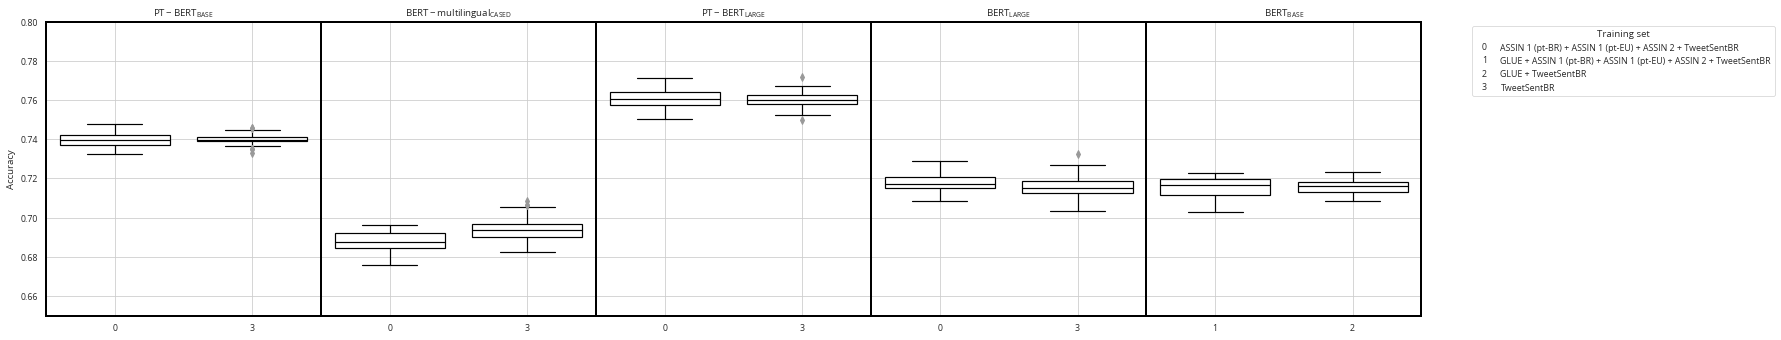 PT − BERT_BASE BERT − multilingual_CASED PT − BERT_LARGE BERT_LARGE BERT_BASE
0.80
0.78
0.76
0.74
0.72
0.70
0.68
0.66
Accuracy
0 3 0 3 0 3 0 3 1 2
Training set
0 ASSIN 1 (pt-BR) + ASSIN 1 (pt-EU) + ASSIN 2 + TweetSentBR
1 GLUE + ASSIN 1 (pt-BR) + ASSIN 1 (pt-EU) + ASSIN 2 + TweetSentBR
2 GLUE + TweetSentBR
3 TweetSentBR